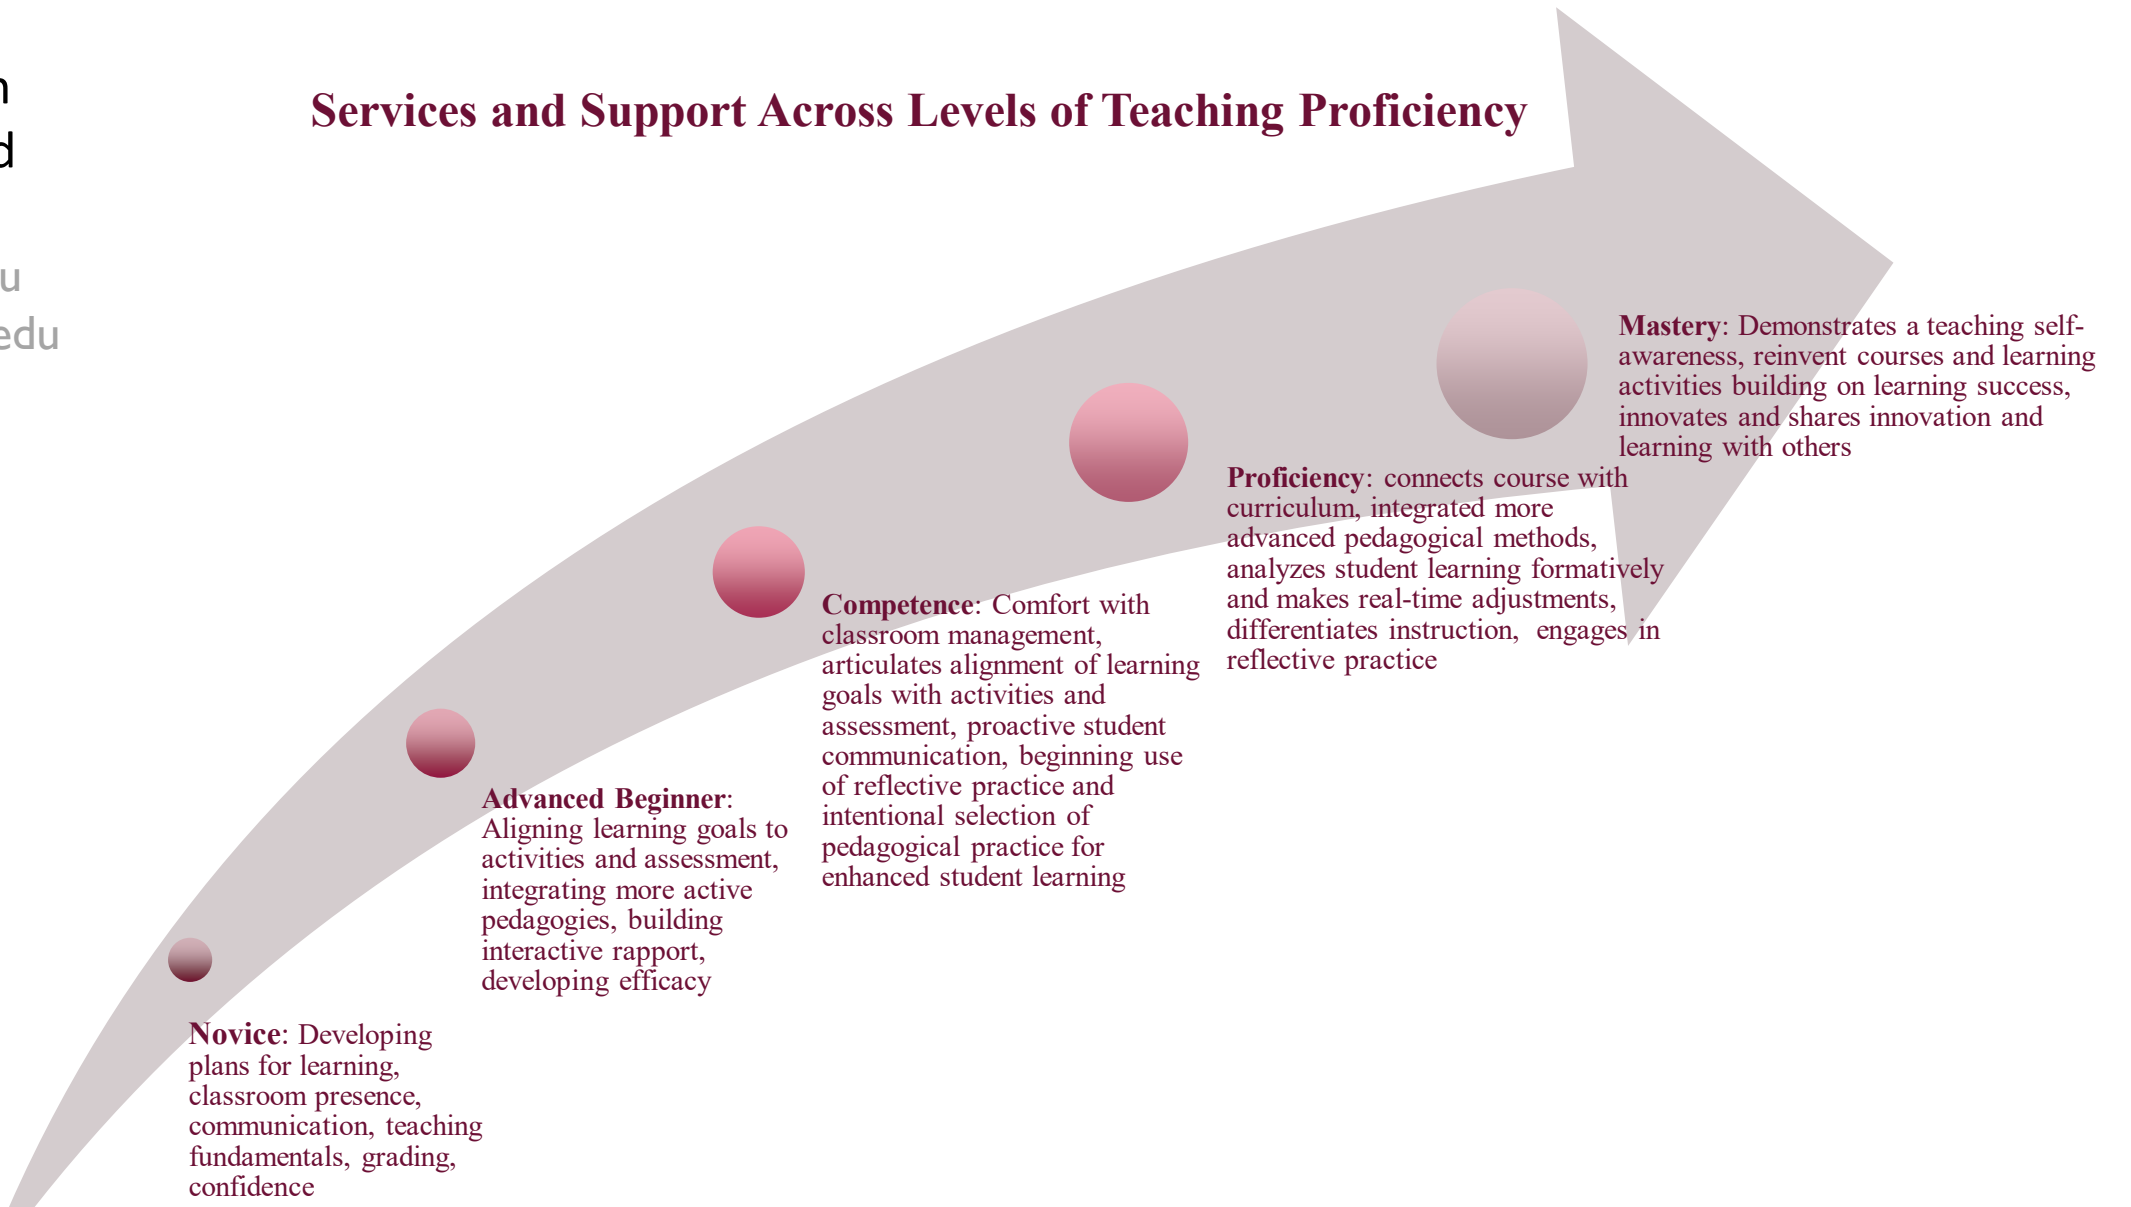 n
d
u
edu
Services and Support Across Levels of Teaching Proficiency
Mastery: Demonstrates a teaching self-
awareness, reinvent courses and learning
activities building on learning success,
innovates and shares innovation and
learning with others
Proficiency: connects course with
curriculum, integrated more
advanced pedagogical methods,
analyzes student learning formatively
and makes real-time adjustments,
differentiates instruction,  engages in
reflective practice
Competence: Comfort with
classroom management,
articulates alignment of learning
goals with activities and
assessment, proactive student
communication, beginning use
of reflective practice and
intentional selection of
pedagogical practice for
enhanced student learning
Advanced Beginner:
Aligning learning goals to
activities and assessment,
integrating more active
pedagogies, building
interactive rapport,
developing efficacy
Novice: Developing
plans for learning,
classroom presence,
communication, teaching
fundamentals, grading,
confidence